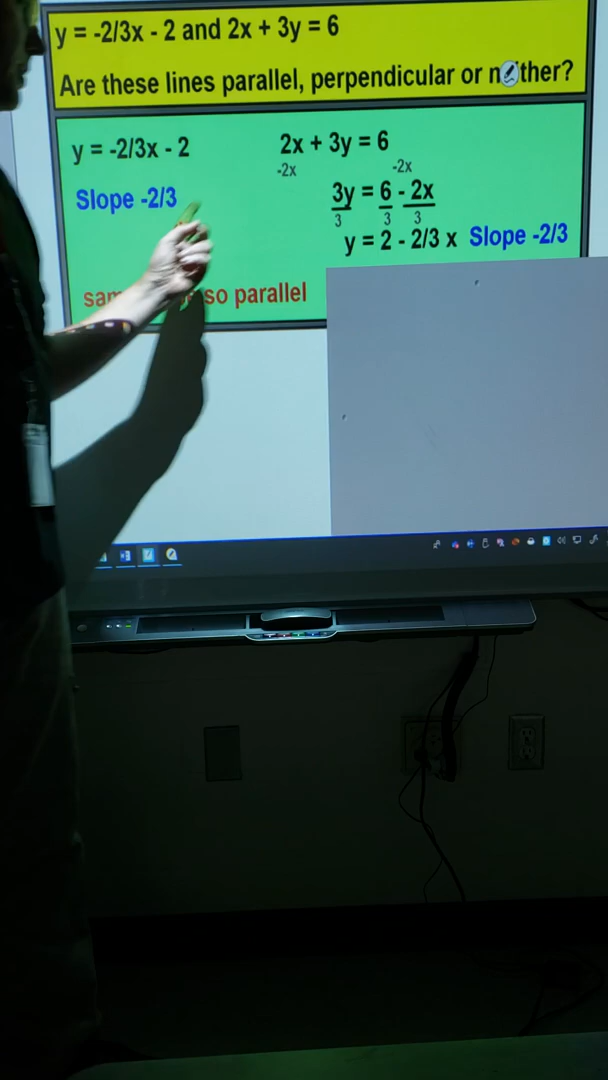 y = -2/3x - 2 and 2x + 3y = 6
Are these lines parallel, perpendicular or
y = -2/3x - 2
2x + 3y = 6
-2x -2x
Slope -2/3
3y = 6 - 2x
3 3 3
y = 2 - 2/3 x Slope -2/3
so parallel